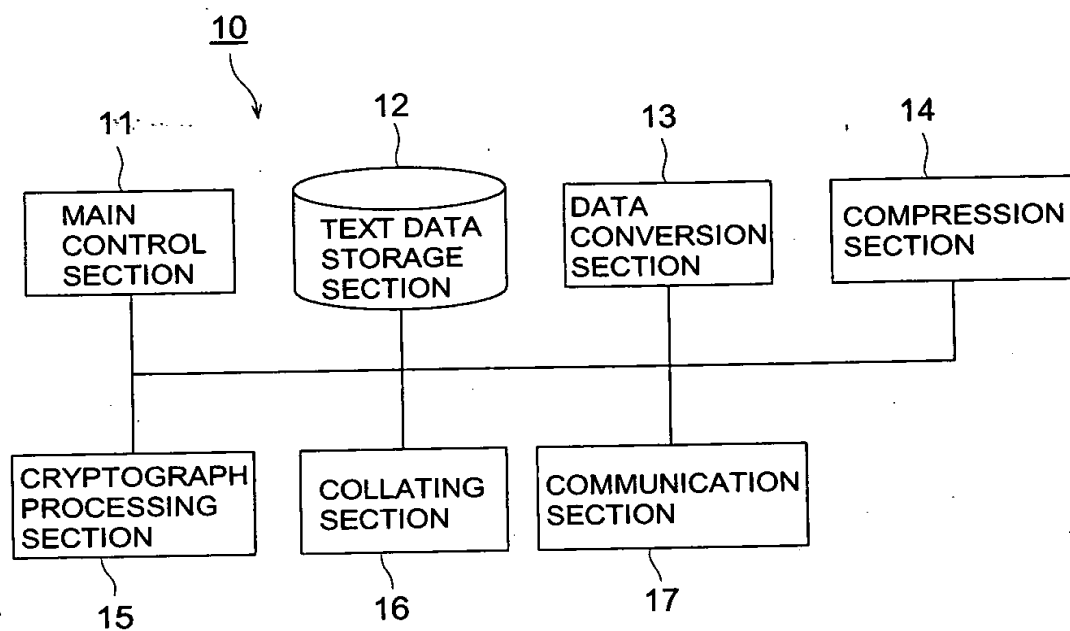 10
11
12
13
14
MAIN
CONTROL
SECTION
TEXT DATA
STORAGE
SECTION
DATA
CONVERSION
SECTION
COMPRESSION
SECTION
CRYPTOGRAPH
PROCESSING
SECTION
COLLATING
SECTION
COMMUNICATION
SECTION
15
16
17